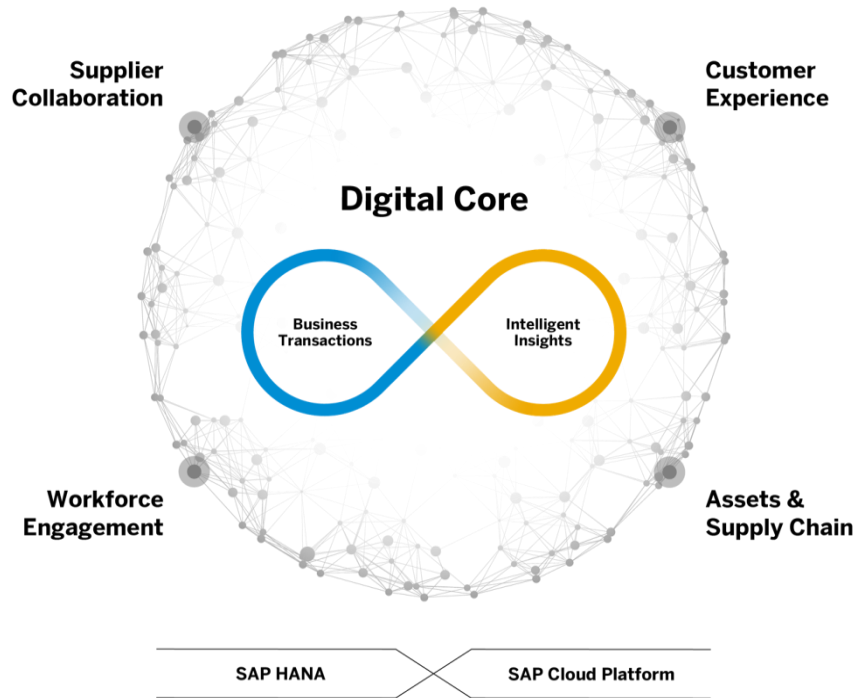 Supplier
Collaboration
Customer
Experience
Digital Core
Business
Transactions
Intelligent
Insights
Workforce
Engagement
Assets &
Supply Chain
SAP HANA
SAP Cloud Platform